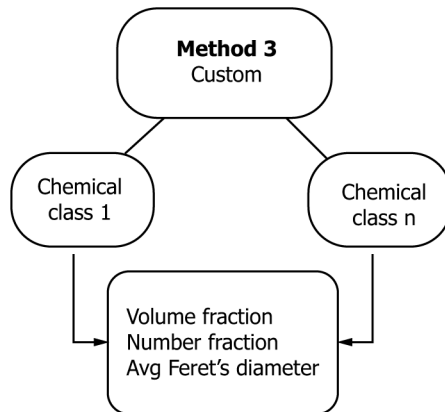 Method 3
Custom
Chemical
class 1
Chemical
class n
Volume fraction
Number fraction
Avg Feret's diameter